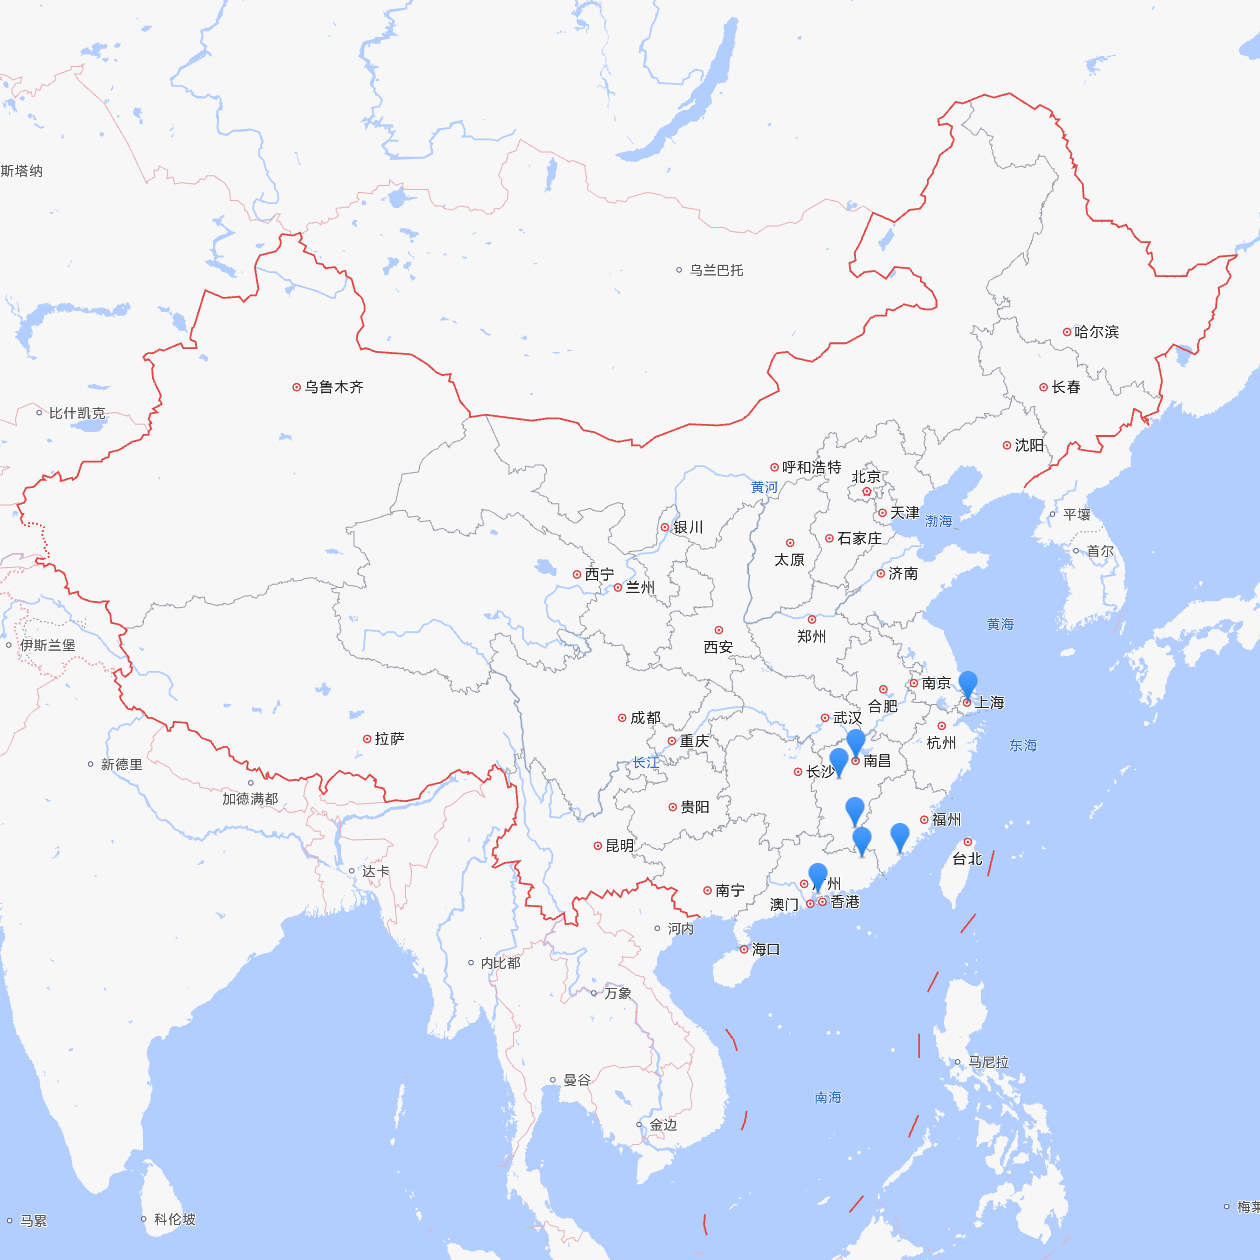 斯塔纳
乌兰巴托
哈尔滨
乌鲁木齐
长春
比什凯克
沈阳
呼和浩特
北京
黄河
天津
渤海
平壤
银川
石家庄
首尔
太原
西宁
济南
兰州
黄海
郑州
伊斯兰堡
西安
南京
上海
合肥
成都
武汉
拉萨
重庆
杭州
东海
南昌
长江
新德里
长沙
加德满都
贵阳
福州
昆明
台北
达卡
广州
南宁
澳门
香港
河内
海口
内比都
万象
马尼拉
曼谷
南海
金边
马累
科伦坡